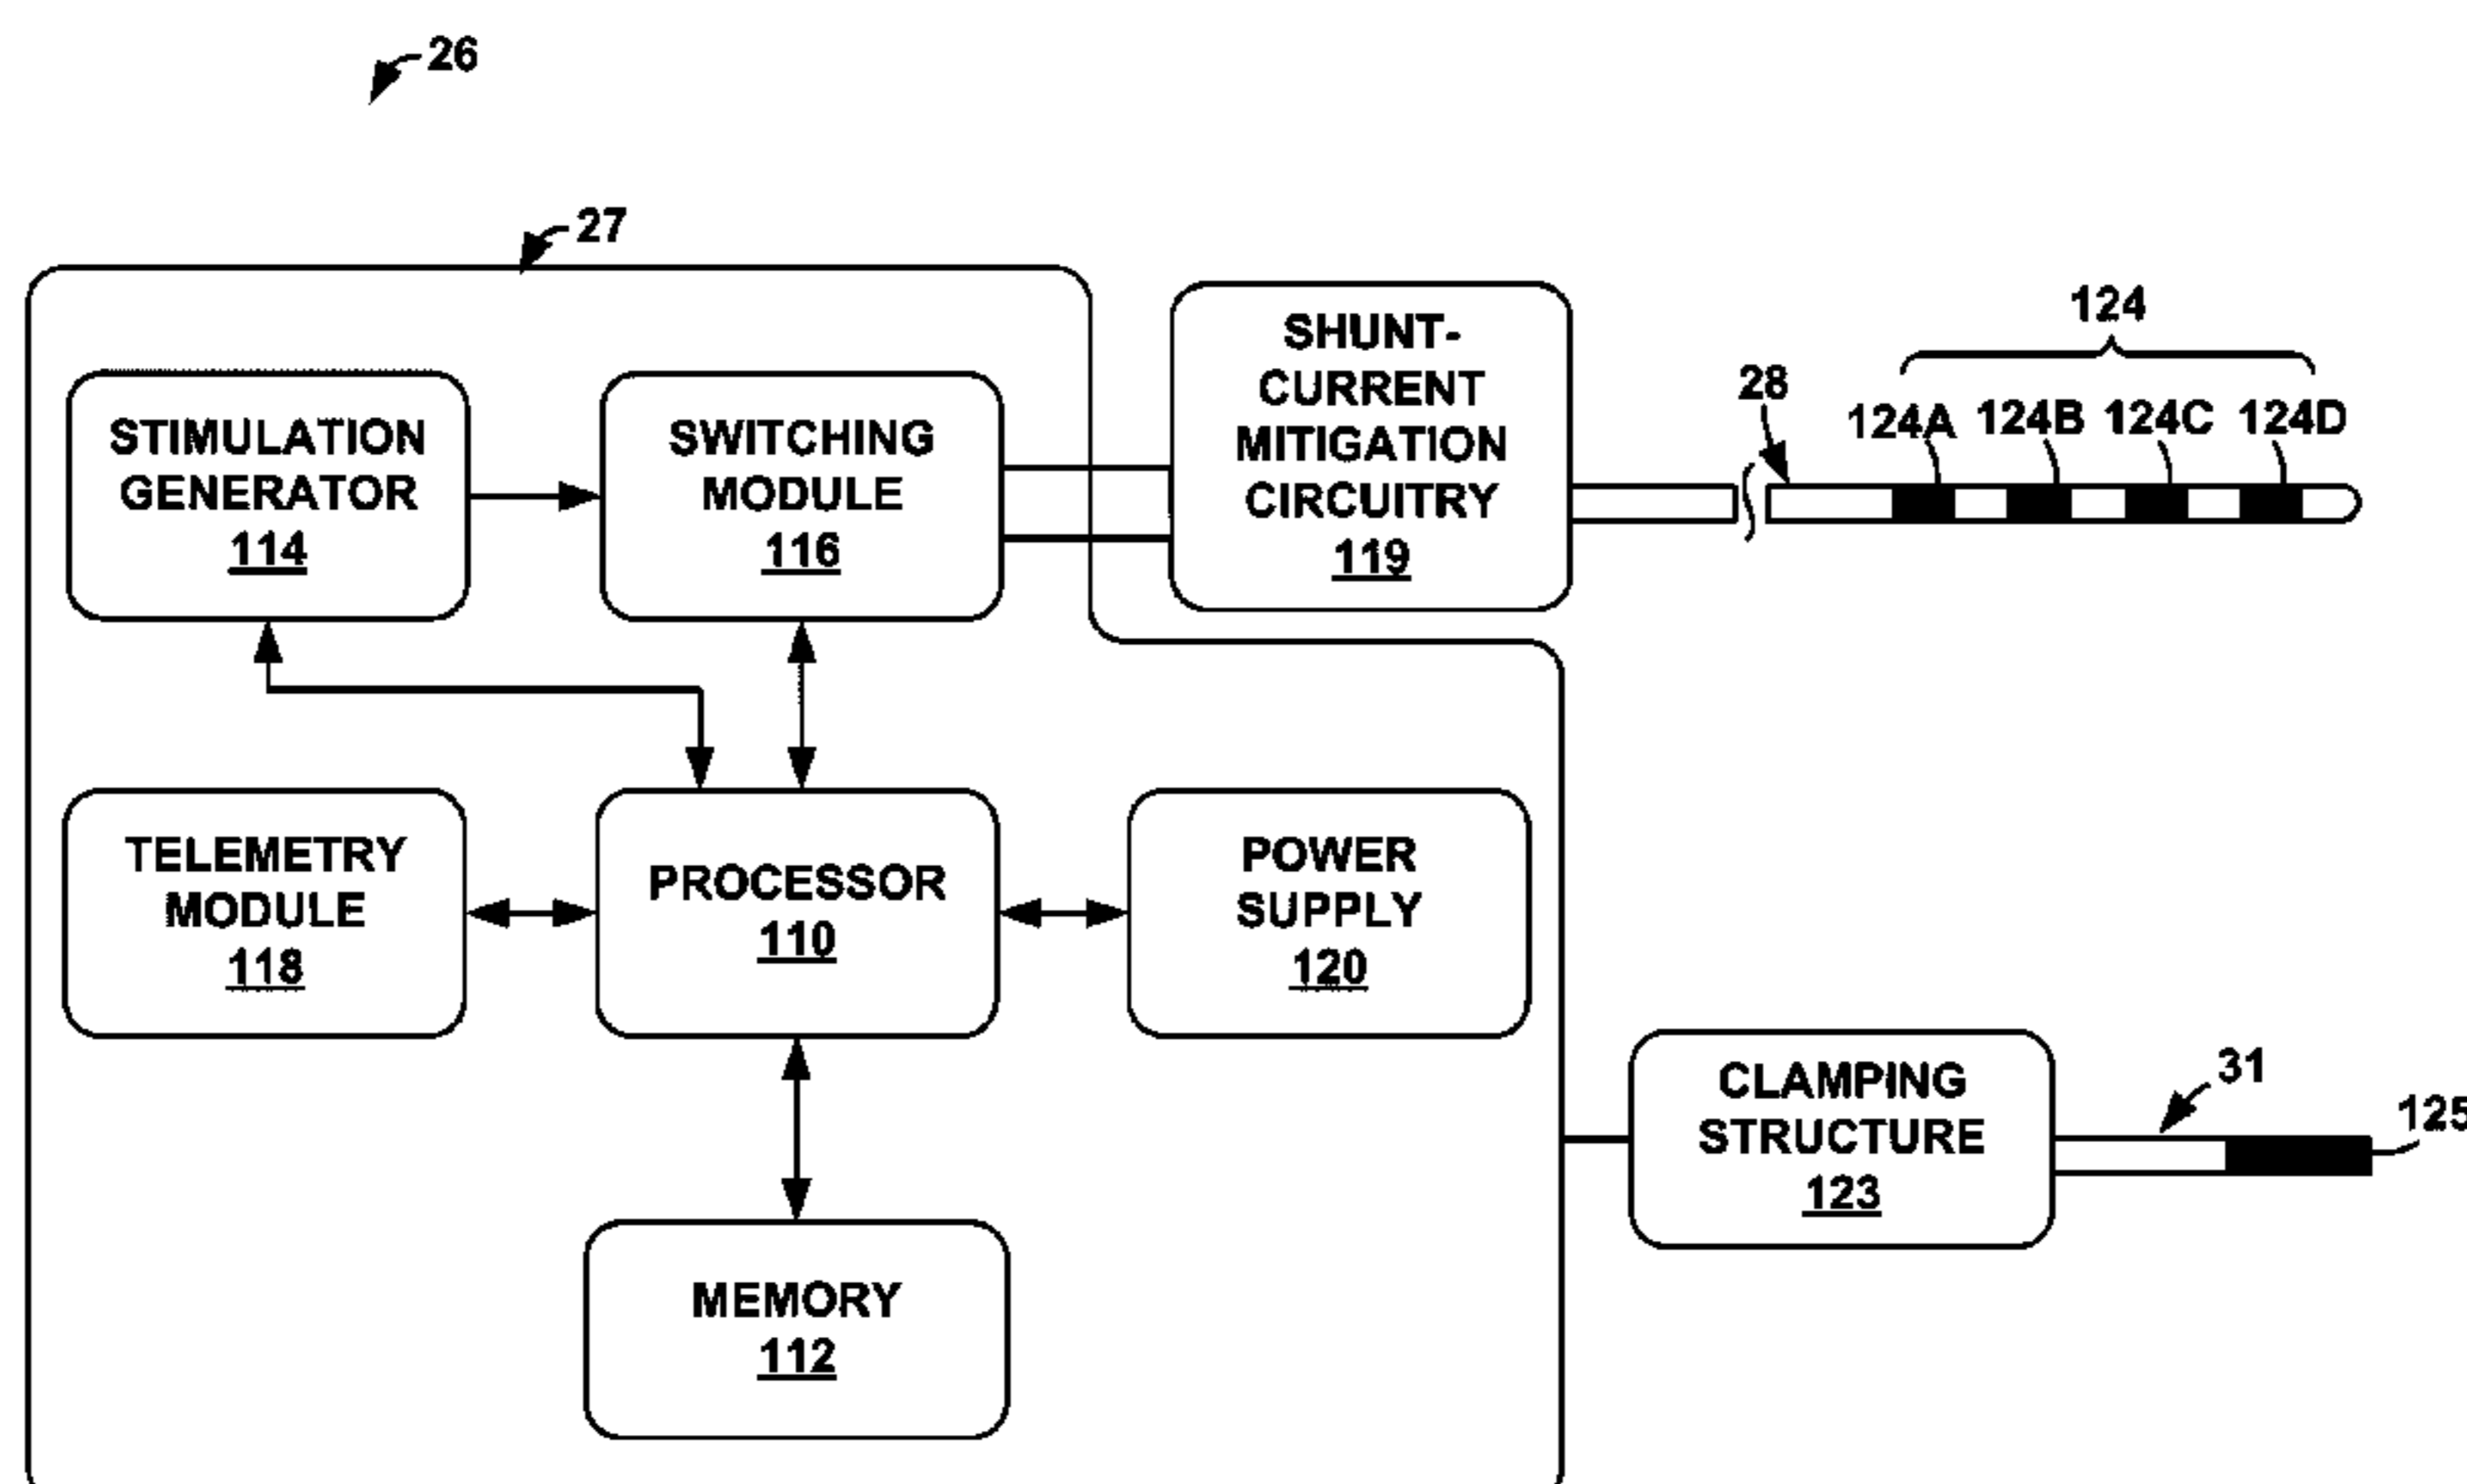 26
27
STIMULATION
GENERATOR
114
SWITCHING
MODULE
116
SHUNT-
CURRENT
MITIGATION
CIRCUITRY
119
124
28
124A 124B 124C 124D
TELEMETRY
MODULE
118
PROCESSOR
110
POWER
SUPPLY
120
MEMORY
112
CLAMPING
STRUCTURE
123
31
125